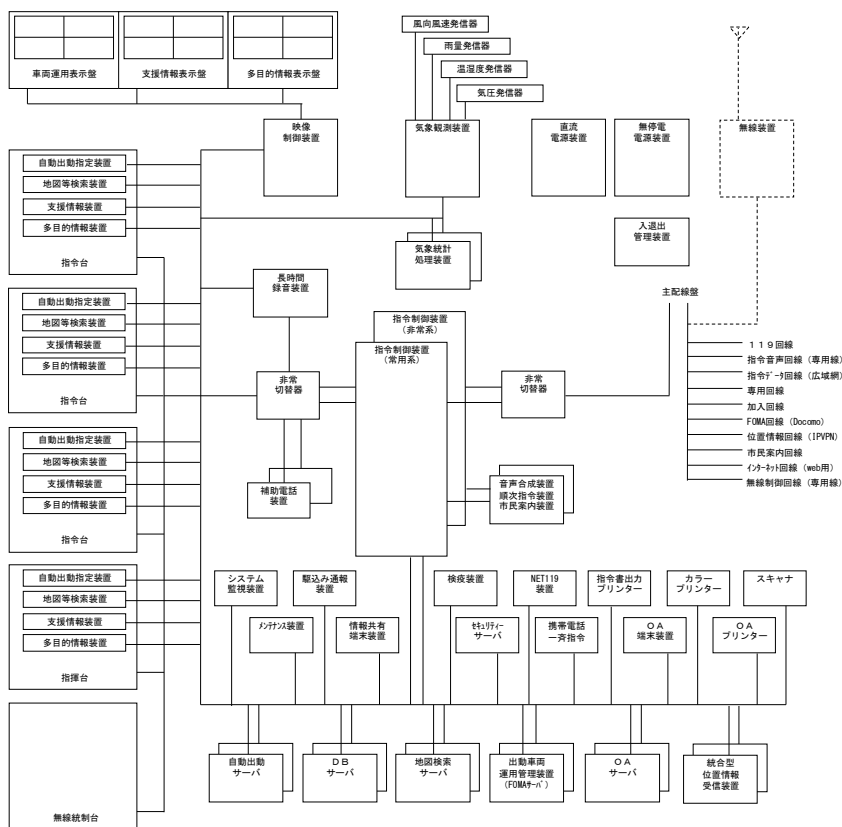 車両運用表示盤
支援情報表示盤
多目的情報表示盤
風向風速発信器
雨量発信器
温湿度発信器
気圧発信器
映像
制御装置
気象観測装置
直流
電源装置
無停電
電源装置
無線装置
自動出動指定装置
地図等検索装置
支援情報装置
多目的情報装置
指令台
気象統計
処理装置
入退出
管理装置
長時間
録音装置
主配線盤
自動出動指定装置
地図等検索装置
支援情報装置
多目的情報装置
指令台
指令制御装置
(非常系)
指令制御装置
(常用系)
非常
切替器
非常
切替器
119回線
指令音声回線(専用線)
指令データ回線(広域網)
専用回線
加入回線
FOMA回線(Docomo)
位置情報回線(IPVPN)
市民案内回線
インターネット回線(web用)
無線制御回線(専用線)
自動出動指定装置
地図等検索装置
支援情報装置
多目的情報装置
指令台
補助電話
装置
音声合成装置
順次指令装置
市民案内装置
自動出動指定装置
地図等検索装置
支援情報装置
多目的情報装置
指揮台
システム
監視装置
駆込み通報
装置
検疫装置
NET119
装置
指令書出力
プリンター
カラー
プリンター
スキャナ
メンテナンス装置
情報共有
端末装置
セキュリティー
サーバ
携帯電話
一斉指令
OA
端末装置
OA
プリンター
無線統制台
自動出動
サーバ
DB
サーバ
地図検索
サーバ
出動車両
運用管理装置
(FOMAサーバ)
OA
サーバ
統合型
位置情報
受信装置